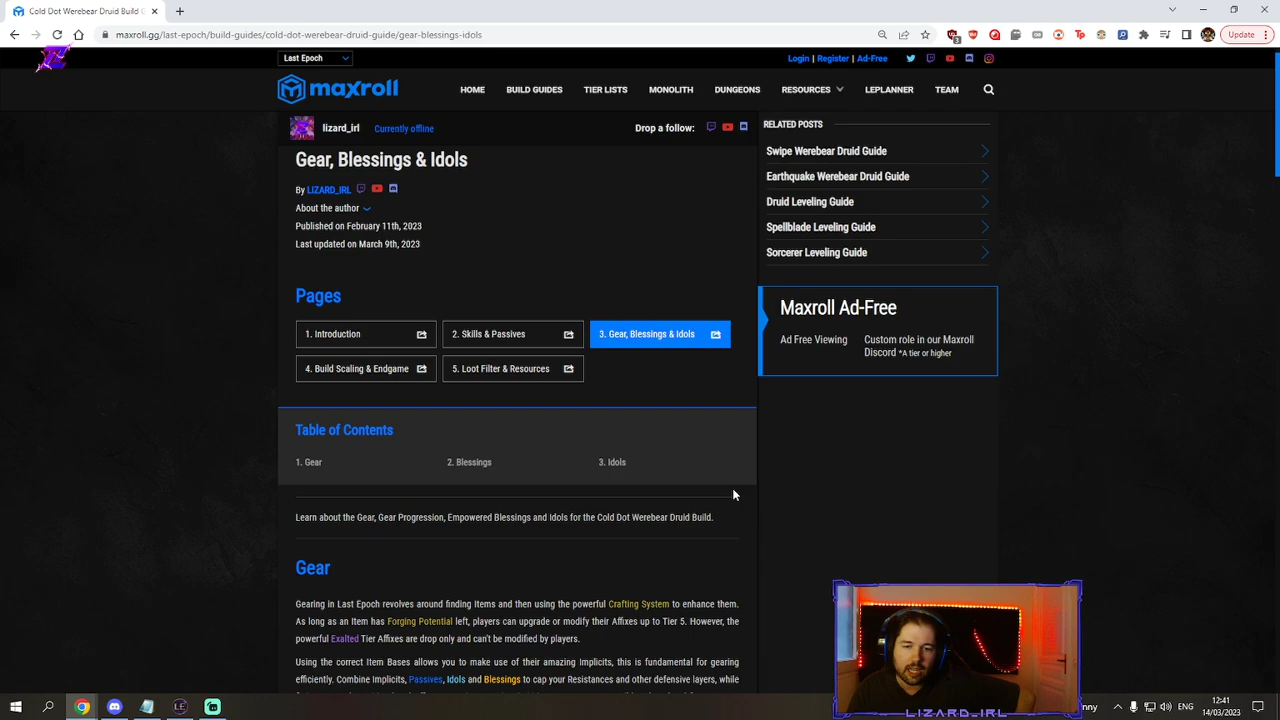 Cold Dot Werebear Druid Build G
maxroll.gg/last-epoch/build-guides/cold-dot-werebear-druid-guide/gear-blessings-idols
3
Update
Last Epoch
Login | Register | Ad-Free
maxroll
HOME BUILD GUIDES TIER LISTS MONOLITH DUNGEONS RESOURCES LEPLANNER TEAM
lizard_irl Currently offline
Drop a follow:
Gear, Blessings & Idols
By LIZARD_IRL
About the author
Published on February 11th, 2023
Last updated on March 9th, 2023
Pages
1. Introduction
2. Skills & Passives
3. Gear, Blessings & Idols
4. Build Scaling & Endgame
5. Loot Filter & Resources
Table of Contents
1. Gear
2. Blessings
3. Idols
Learn about the Gear, Gear Progression, Empowered Blessings and Idols for the Cold Dot Werebear Druid Build.
Gear
Gearing in Last Epoch revolves around finding Items and then using the powerful Crafting System to enhance them.
As long as an Item has Forging Potential left, players can upgrade or modify their Affixes up to Tier 5. However, the
powerful Exalted Tier Affixes are drop only and can't be modified by players.
Using the correct Item Bases allows you to make use of their amazing Implicits, this is fundamental for gearing
efficiently. Combine Implicits, Passives, Idols and Blessings to cap your Resistances and other defensive layers, while
RELATED POSTS
Swipe Werebear Druid Guide
Earthquake Werebear Druid Guide
Druid Leveling Guide
Spellblade Leveling Guide
Sorcerer Leveling Guide
Maxroll Ad-Free
Ad Free Viewing
Custom role in our Maxroll
Discord *A tier or higher
LIZARD_IRL
nny
12:41
14/03/2023